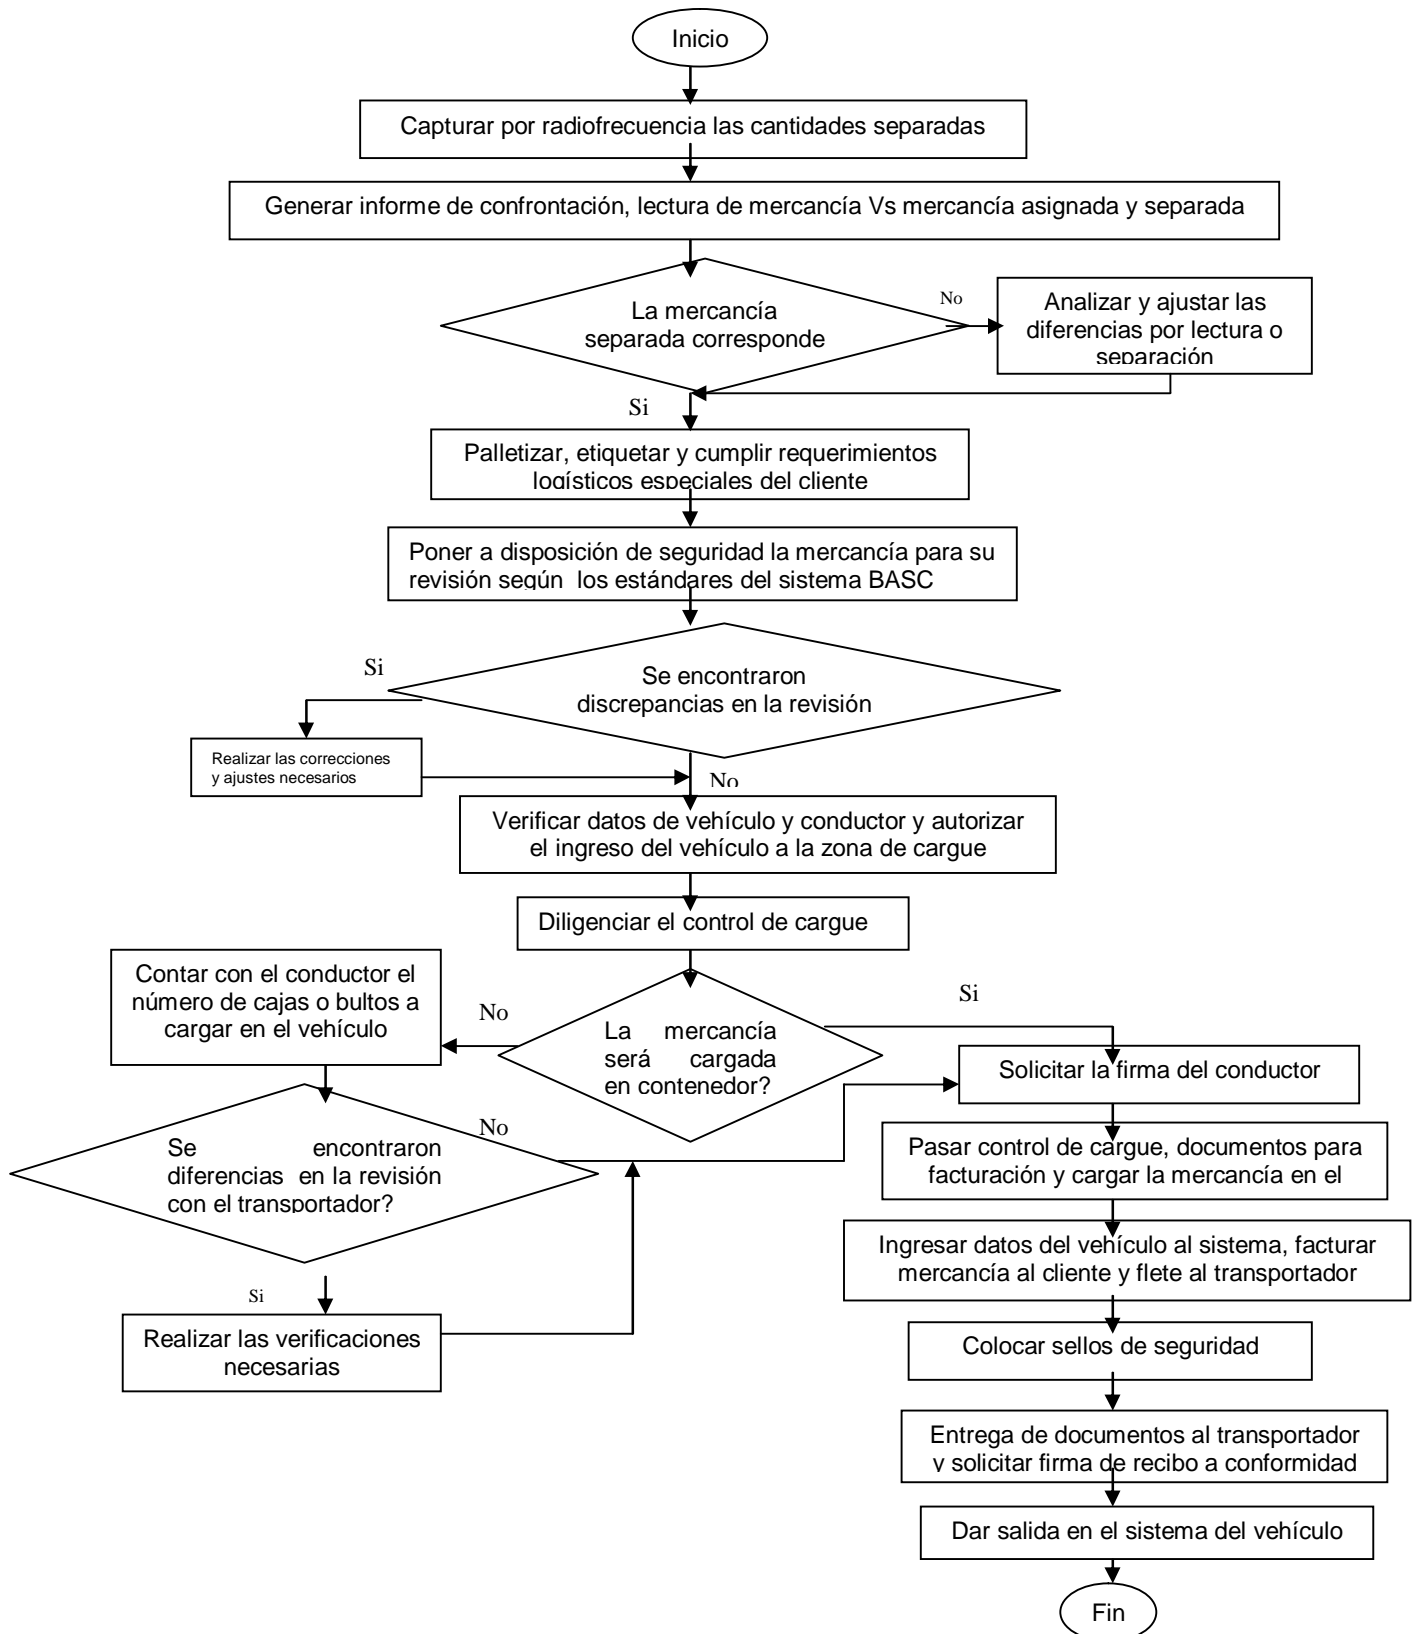 Inicio
Capturar por radiofrecuencia las cantidades separadas
Generar informe de confrontación, lectura de mercancía Vs mercancía asignada y separada
La mercancía
separada corresponde
No
Analizar y ajustar las
diferencias por lectura o
separación
Si
Palletizar, etiquetar y cumplir requerimientos
logísticos especiales del cliente
Poner a disposición de seguridad la mercancía para su
revisión según los estándares del sistema BASC
Si
Se encontraron
discrepancias en la revisión
Realizar las correcciones
y ajustes necesarios
No
Verificar datos de vehículo y conductor y autorizar
el ingreso del vehículo a la zona de cargue
Diligenciar el control de cargue
Contar con el conductor el
número de cajas o bultos a
cargar en el vehículo
No
La mercancía
será cargada
en contenedor?
Si
Solicitar la firma del conductor
Se encontraron
diferencias en la revisión
con el transportador?
No
Pasar control de cargue, documentos para
facturación y cargar la mercancía en el
Ingresar datos del vehículo al sistema, facturar
mercancía al cliente y flete al transportador
Si
Realizar las verificaciones
necesarias
Colocar sellos de seguridad
Entrega de documentos al transportador
y solicitar firma de recibo a conformidad
Dar salida en el sistema del vehículo
Fin